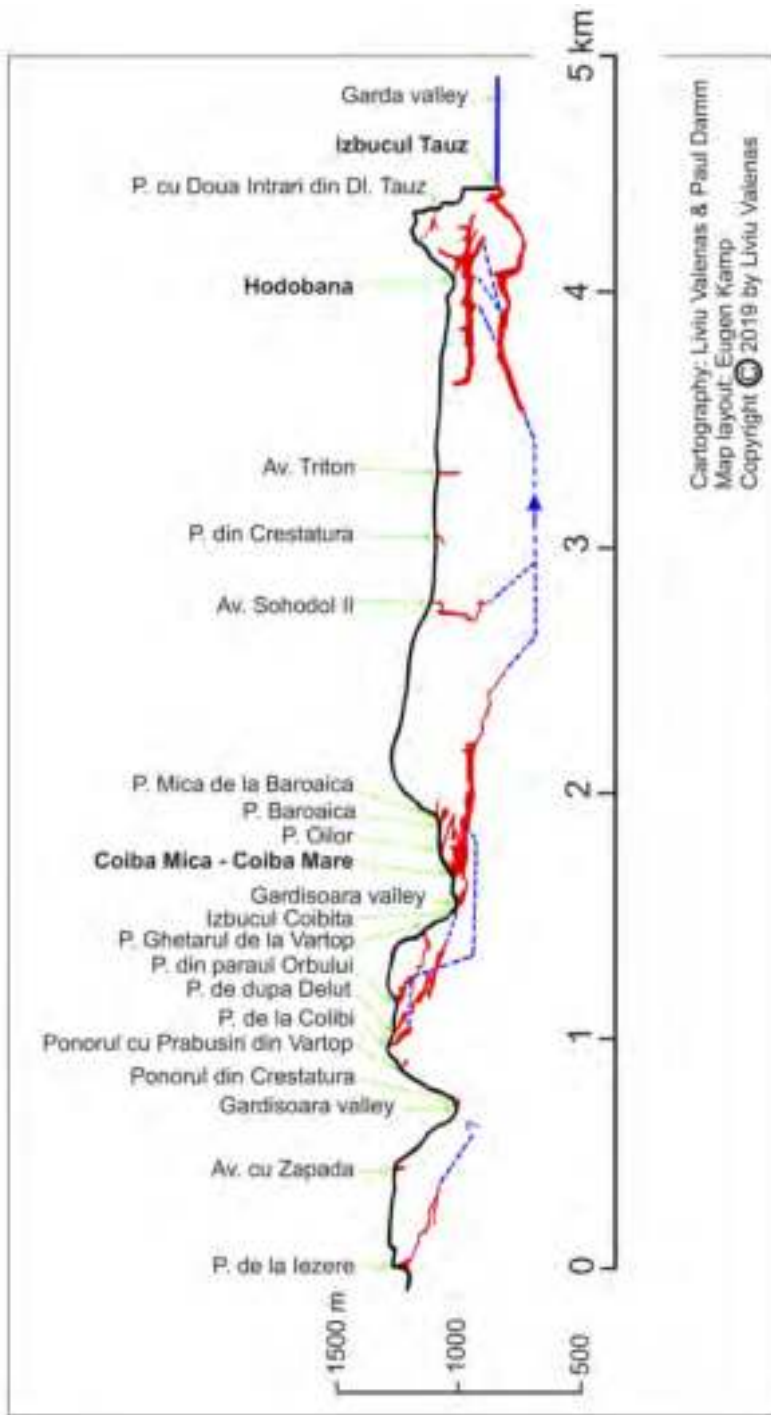 Garda valley
Izbucul Tauz
P. cu Doua Intrari din Dl. Tauz
Hodobana
Av. Triton
P. din Crestatura
Av. Sohodol II
P. Mica de la Baroaica
P. Baroaica
P. Oilor
Coiba Mica - Coiba Mare
Gardisoara valley
Izbucul Coibita
P. Ghetarul de la Vartop
P. din paraul Orbului
P. de dupa Delut
P. de la Colibi
Ponorul cu Prabusiri din Vartop
Ponorul din Crestatura
Gardisoara valley
Av. cu Zapada
P. de la Iezere
?
1500 m
1000
500
0
1
2
3
4
5 km
Cartography: Liviu Valenas & Paul Damm
Map layout: Eugen Kamp
Copyright © 2019 by Liviu Valenas